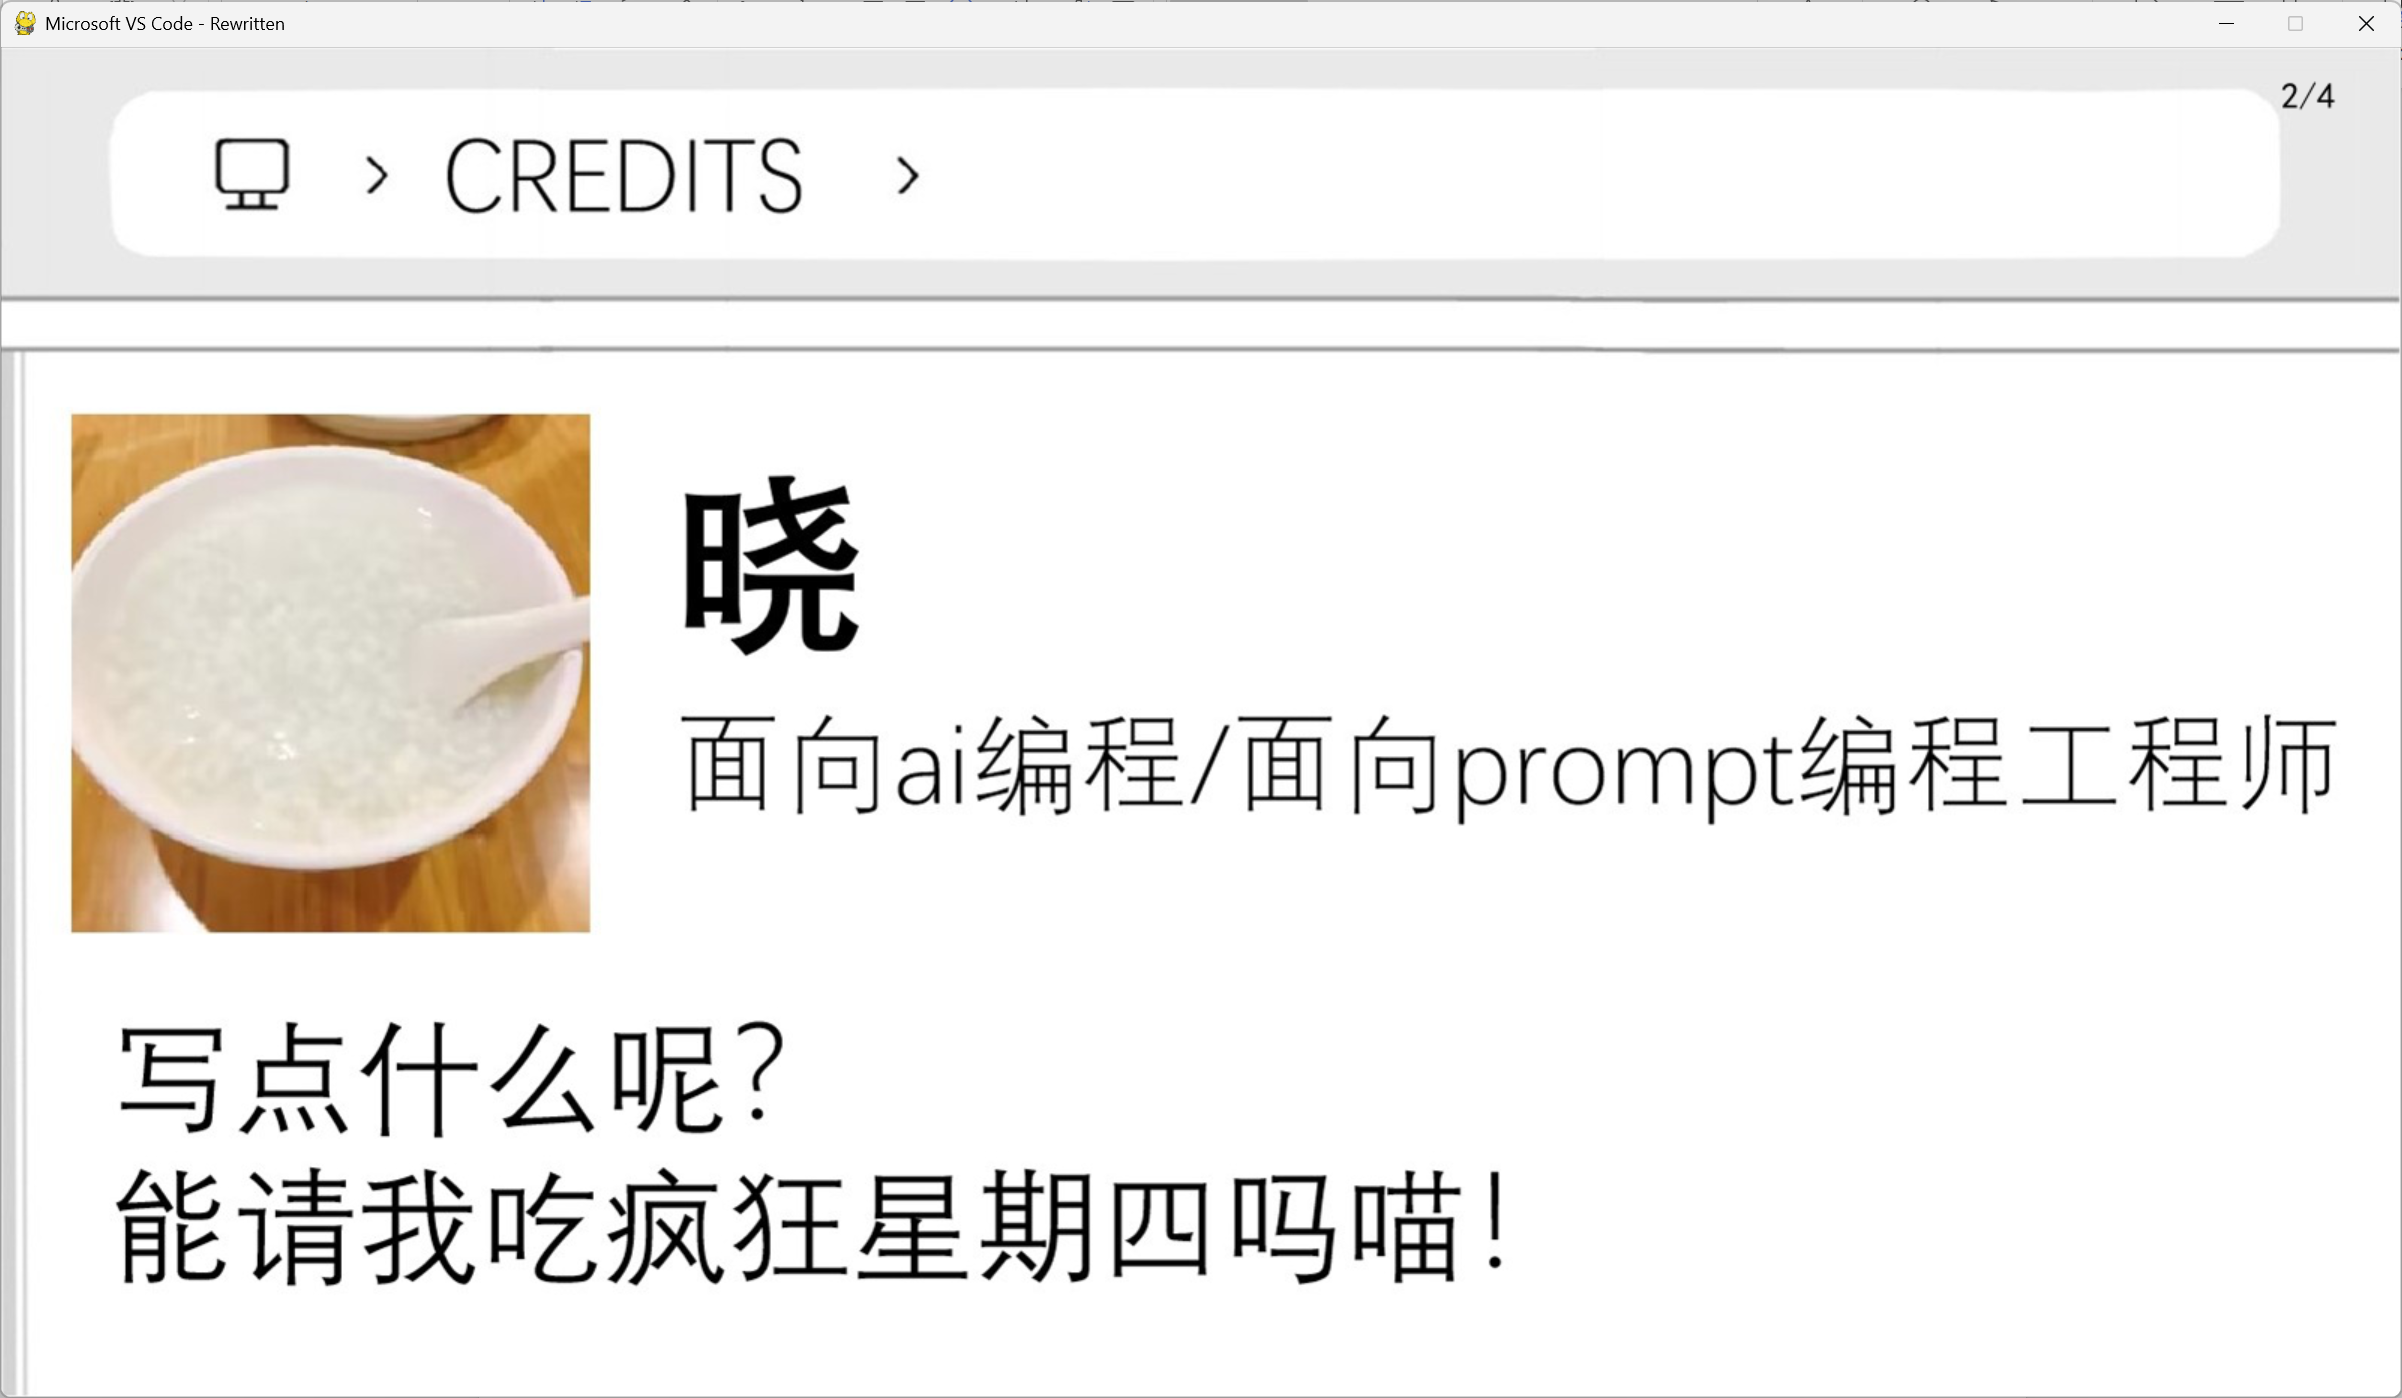 Microsoft VS Code - Rewritten
2/4
> CREDITS >
晓
面向ai编程/面向prompt编程工程师
写点什么呢?
能请我吃疯狂星期四吗喵!